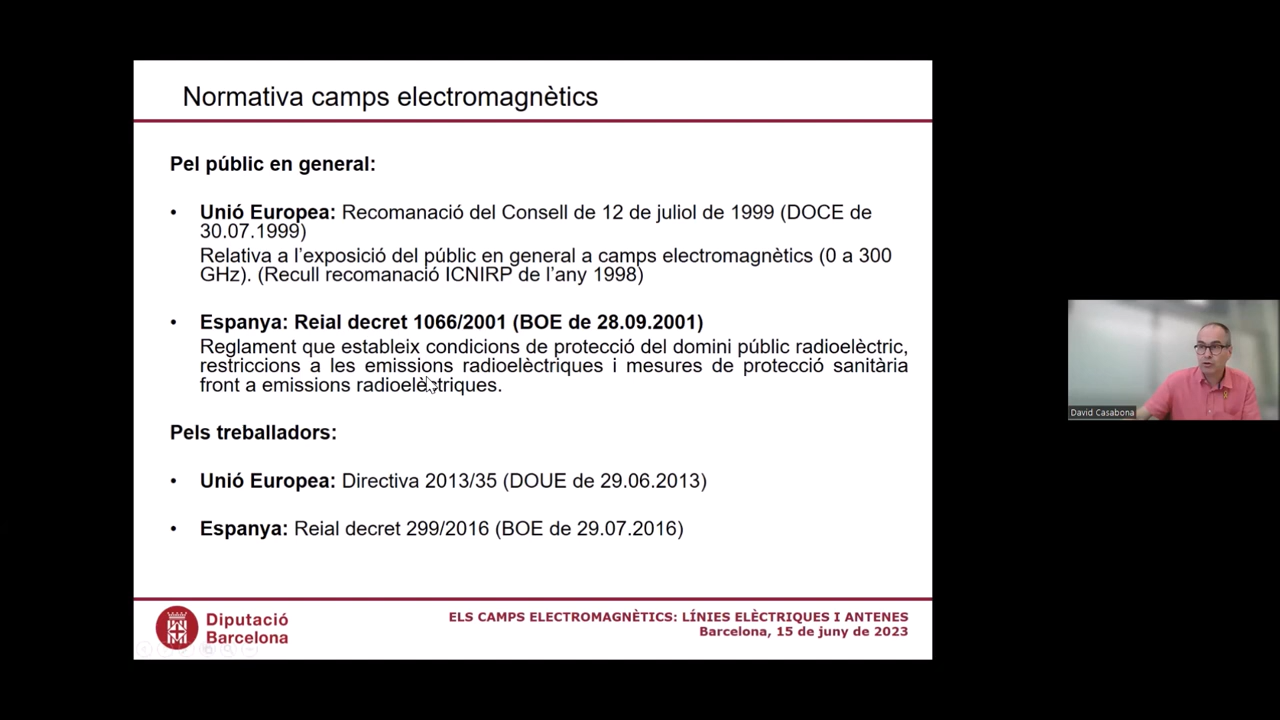 Normativa camps electromagnètics
Pel públic en general:
• Unió Europea: Recomanació del Consell de 12 de juliol de 1999 (DOCE de
30.07.1999)
Relativa a l’exposició del públic en general a camps electromagnètics (0 a 300
GHz). (Recull recomanació ICNIRP de l’any 1998)
• Espanya: Reial decret 1066/2001 (BOE de 28.09.2001)
Reglament que estableix condicions de protecció del domini públic radioelèctric,
restriccions a les emissions radioelèctriques i mesures de protecció sanitària
front a emissions radioelèctriques.
Pels treballadors:
• Unió Europea: Directiva 2013/35 (DOUE de 29.06.2013)
• Espanya: Reial decret 299/2016 (BOE de 29.07.2016)
Diputació
Barcelona
ELS CAMPS ELECTROMAGNÈTICS: LÍNIES ELÈCTRIQUES I ANTENES
Barcelona, 15 de juny de 2023
David Casabona